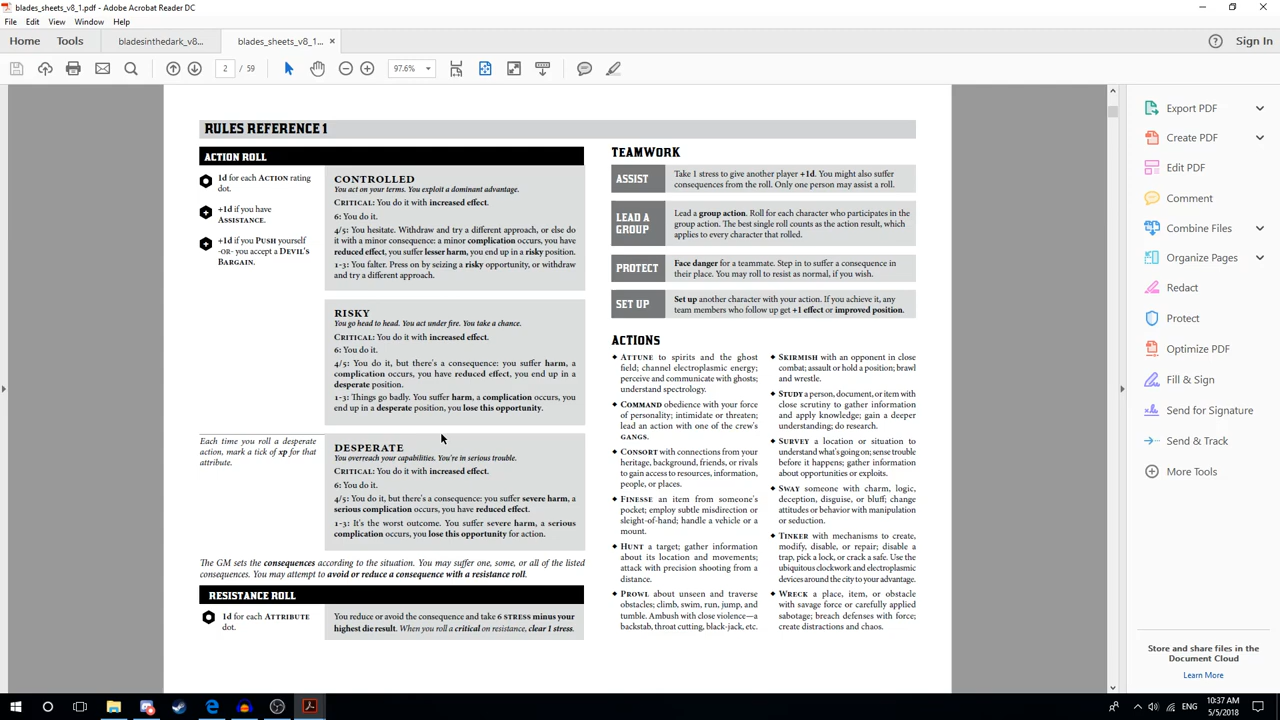 blades_sheets_v8_1.pdf - Adobe Acrobat Reader DC
File Edit View Window Help
Home Tools bladesinthedark_v8... blades_sheets_v8_1... × Sign In
2 / 59 97.6%
RULES REFERENCE 1
ACTION ROLL
1d for each ACTION rating
dot.
+1d if you have
ASSISTANCE.
+1d if you PUSH yourself
-OR- you accept a DEVIL'S
BARGAIN.
CONTROLLED
You act on your terms. You exploit a dominant advantage.
CRITICAL: You do it with increased effect.
6: You do it.
4/5: You hesitate. Withdraw and try a different approach, or else do
it with a minor consequence: a minor complication occurs, you have
reduced effect, you suffer lesser harm, you end up in a risky position.
1-3: You falter. Press on by seizing a risky opportunity, or withdraw
and try a different approach.
RISKY
You go head to head. You act under fire. You take a chance.
CRITICAL: You do it with increased effect.
6: You do it.
4/5: You do it, but there's a consequence: you suffer harm, a
complication occurs, you have reduced effect, you end up in a
desperate position.
1-3: Things go badly. You suffer harm, a complication occurs, you
end up in a desperate position, you lose this opportunity.
Each time you roll a desperate
action, mark a tick of xp for that
attribute.
DESPERATE
You overreach your capabilities. You're in serious trouble.
CRITICAL: You do it with increased effect.
6: You do it.
4/5: You do it, but there's a consequence: you suffer severe harm, a
serious complication occurs, you have reduced effect.
1-3: It's the worst outcome. You suffer severe harm, a serious
complication occurs, you lose this opportunity for action.
The GM sets the consequences according to the situation. You may suffer one, some, or all of the listed
consequences. You may attempt to avoid or reduce a consequence with a resistance roll.
RESISTANCE ROLL
1d for each ATTRIBUTE
dot.
You reduce or avoid the consequence and take 6 STRESS minus your
highest die result. When you roll a critical on resistance, clear 1 stress.
TEAMWORK
ASSIST
Take 1 stress to give another player +1d. You might also suffer
consequences from the roll. Only one person may assist a roll.
LEAD A
GROUP
Lead a group action. Roll for each character who participates in the
group action. The best single roll counts as the action result, which
applies to every character that rolled.
PROTECT
Face danger for a teammate. Step in to suffer a consequence in
their place. You may roll to resist as normal, if you wish.
SET UP
Set up another character with your action. If you achieve it, any
team members who follow up get +1 effect or improved position.
ACTIONS
ATTUNE to spirits and the ghost
field; channel electroplasmic energy;
perceive and communicate with ghosts;
understand spectrology.
COMMAND obedience with your force
of personality; intimidate or threaten;
lead an action with one of the crew's
GANGS.
CONSORT with connections from your
heritage, background, friends, or rivals
to gain access to resources, information,
people, or places.
FINESSE an item from someone's
pocket; employ subtle misdirection or
sleight-of-hand; handle a vehicle or a
mount.
HUNT a target; gather information
about its location and movements;
attack with precision shooting from a
distance.
PROWL about unseen and traverse
obstacles; climb, swim, run, jump, and
tumble. Ambush with close violence—a
backstab, throat cutting, black-jack, etc.
SKIRMISH with an opponent in close
combat; assault or hold a position; brawl
and wrestle.
STUDY a person, document, or item with
close scrutiny to gather information
and apply knowledge; gain a deeper
understanding; do research.
SURVEY a location or situation to
understand what's going on; sense trouble
before it happens; gather information
about opportunities or exploits.
SWAY someone with charm, logic,
deception, disguise, or bluff; change
attitudes or behavior with manipulation
or seduction.
TINKER with mechanisms to create,
modify, disable, or repair; disable a
trap, pick a lock, or crack a safe. Use the
ubiquitous clockwork and electroplasmic
devices around the city to your advantage.
WRECK a place, item, or obstacle
with savage force or carefully applied
sabotage; breach defenses with force;
create distractions and chaos.
Export PDF
Create PDF
Edit PDF
Comment
Combine Files
Organize Pages
Redact
Protect
Optimize PDF
Fill & Sign
Send for Signature
Send & Track
More Tools
Store and share files in the
Document Cloud
Learn More
ENG
10:37 AM
5/5/2018